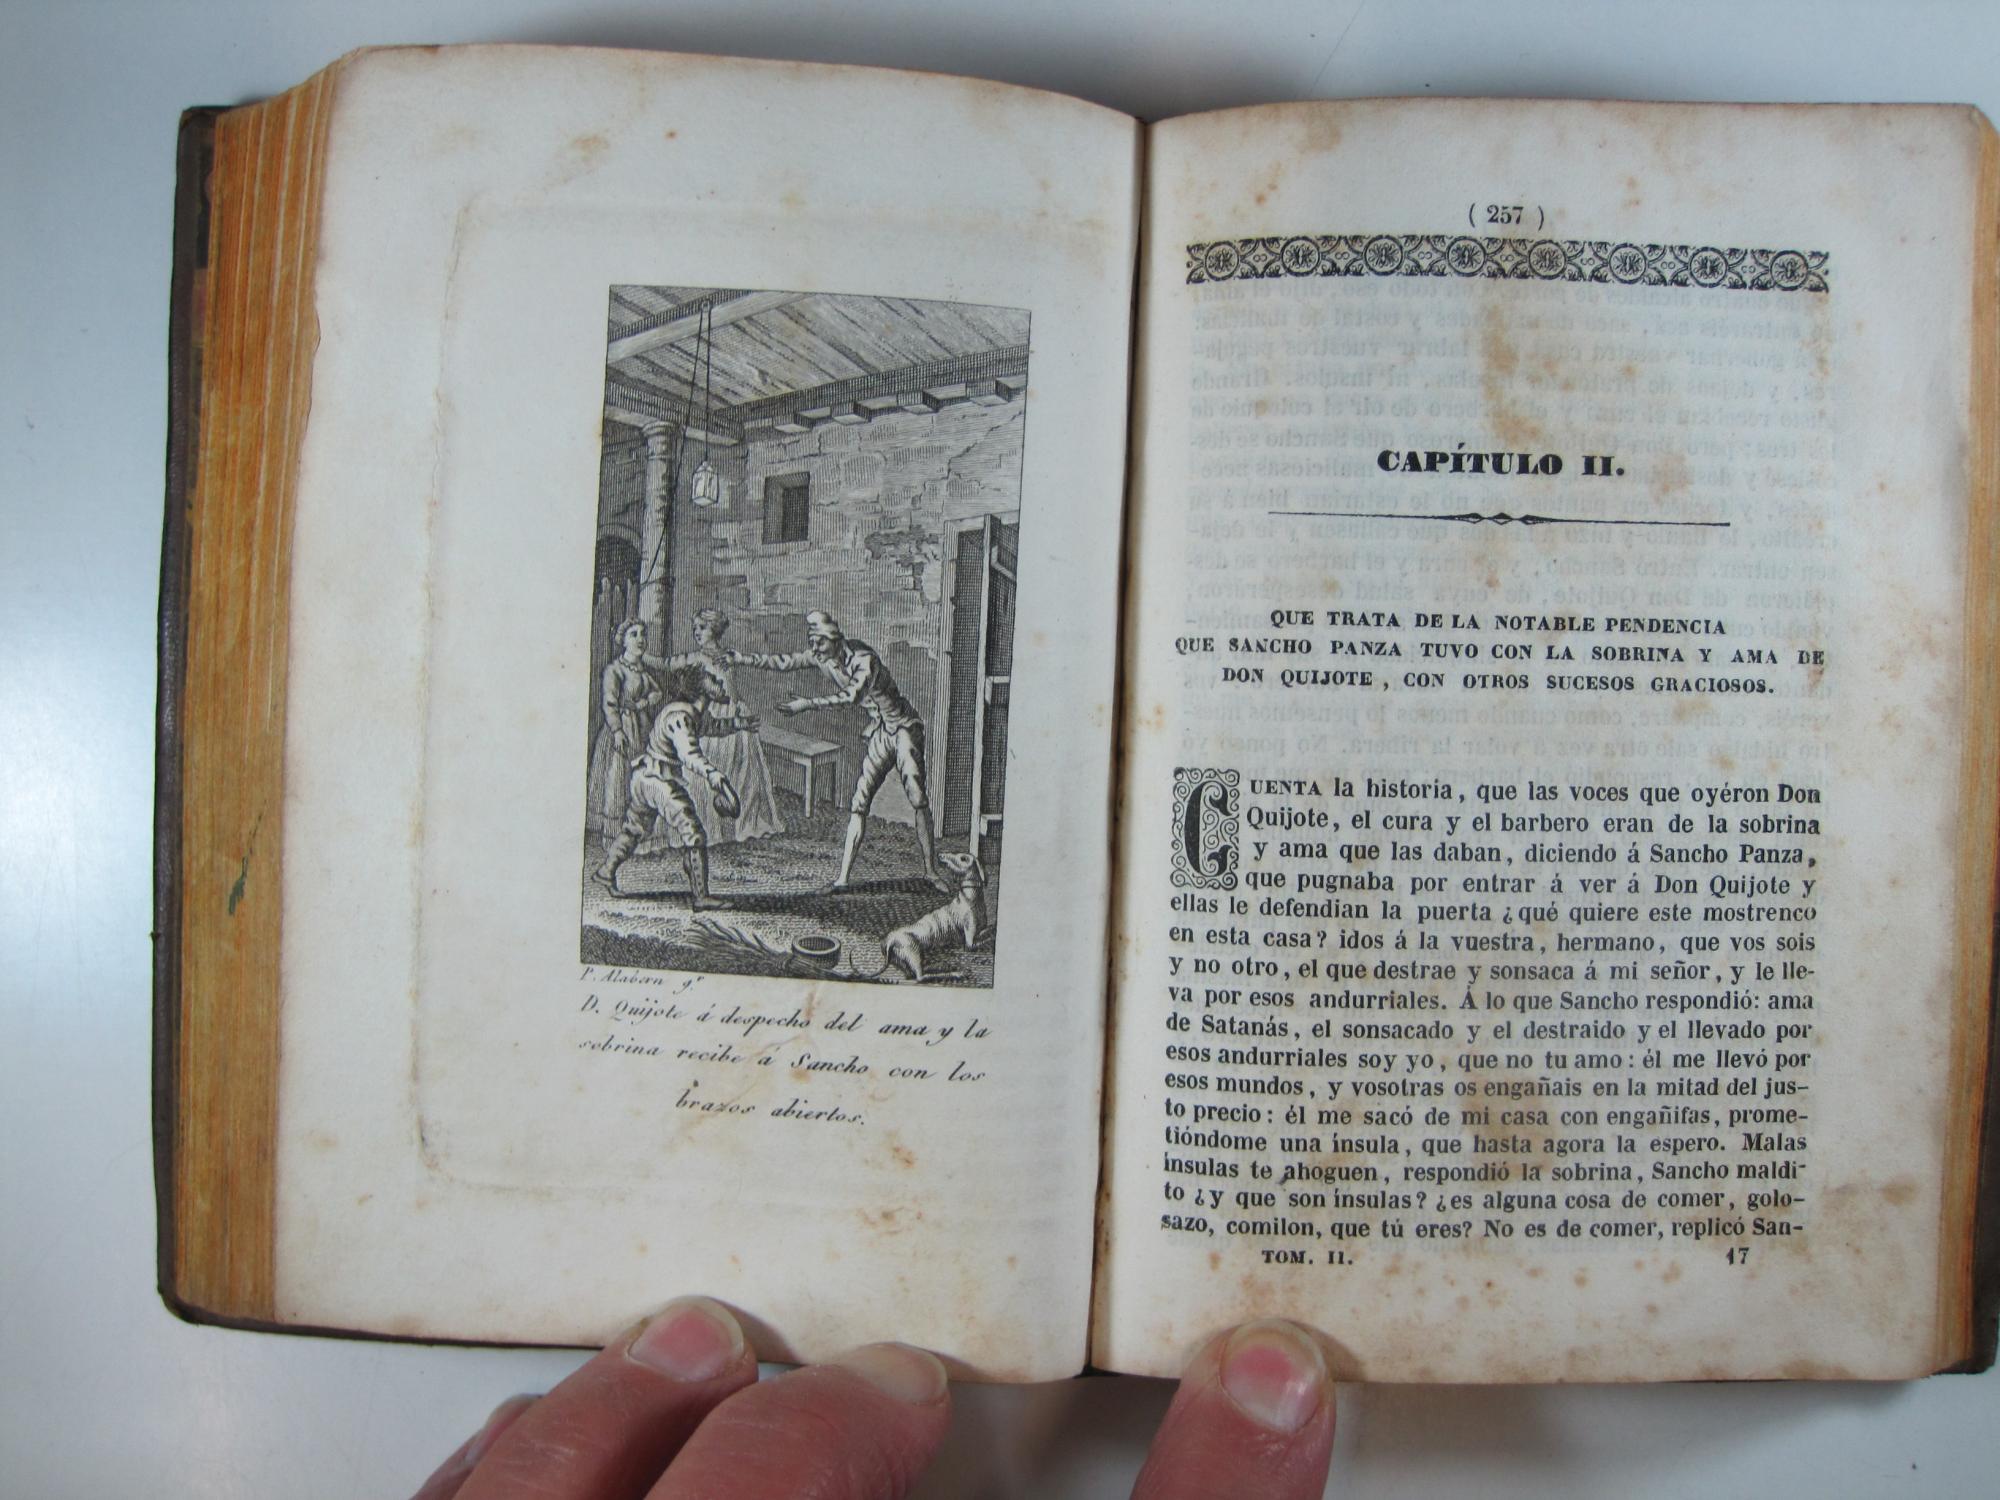 P. Alabern g.r
D. Quijote á despecho del ama y la
sobrina recibe á Sancho con los
brazos abiertos.
( 257 )
CAPÍTULO II.
QUE TRATA DE LA NOTABLE PENDENCIA
QUE SANCHO PANZA TUVO CON LA SOBRINA Y AMA DE
DON QUIJOTE , CON OTROS SUCESOS GRACIOSOS.
CUENTA la historia, que las voces que oyéron Don
Quijote, el cura y el barbero eran de la sobrina
y ama que las daban, diciendo á Sancho Panza,
que pugnaba por entrar á ver á Don Quijote y
ellas le defendian la puerta ¿qué quiere este mostrenco
en esta casa? idos á la vuestra, hermano, que vos sois
y no otro, el que destrae y sonsaca á mi señor, y le lle-
va por esos andurriales. Á lo que Sancho respondió: ama
de Satanás, el sonsacado y el destraido y el llevado por
esos andurriales soy yo, que no tu amo: él me llevó por
esos mundos, y vosotras os engañais en la mitad del jus-
to precio: él me sacó de mi casa con engañifas, prome-
tióndome una ínsula, que hasta agora la espero. Malas
ínsulas te ahoguen, respondió la sobrina, Sancho maldi-
to ¿y que son ínsulas? ¿es alguna cosa de comer, golo-
sazo, comilon, que tú eres? No es de comer, replicó San-
TOM. II. 17